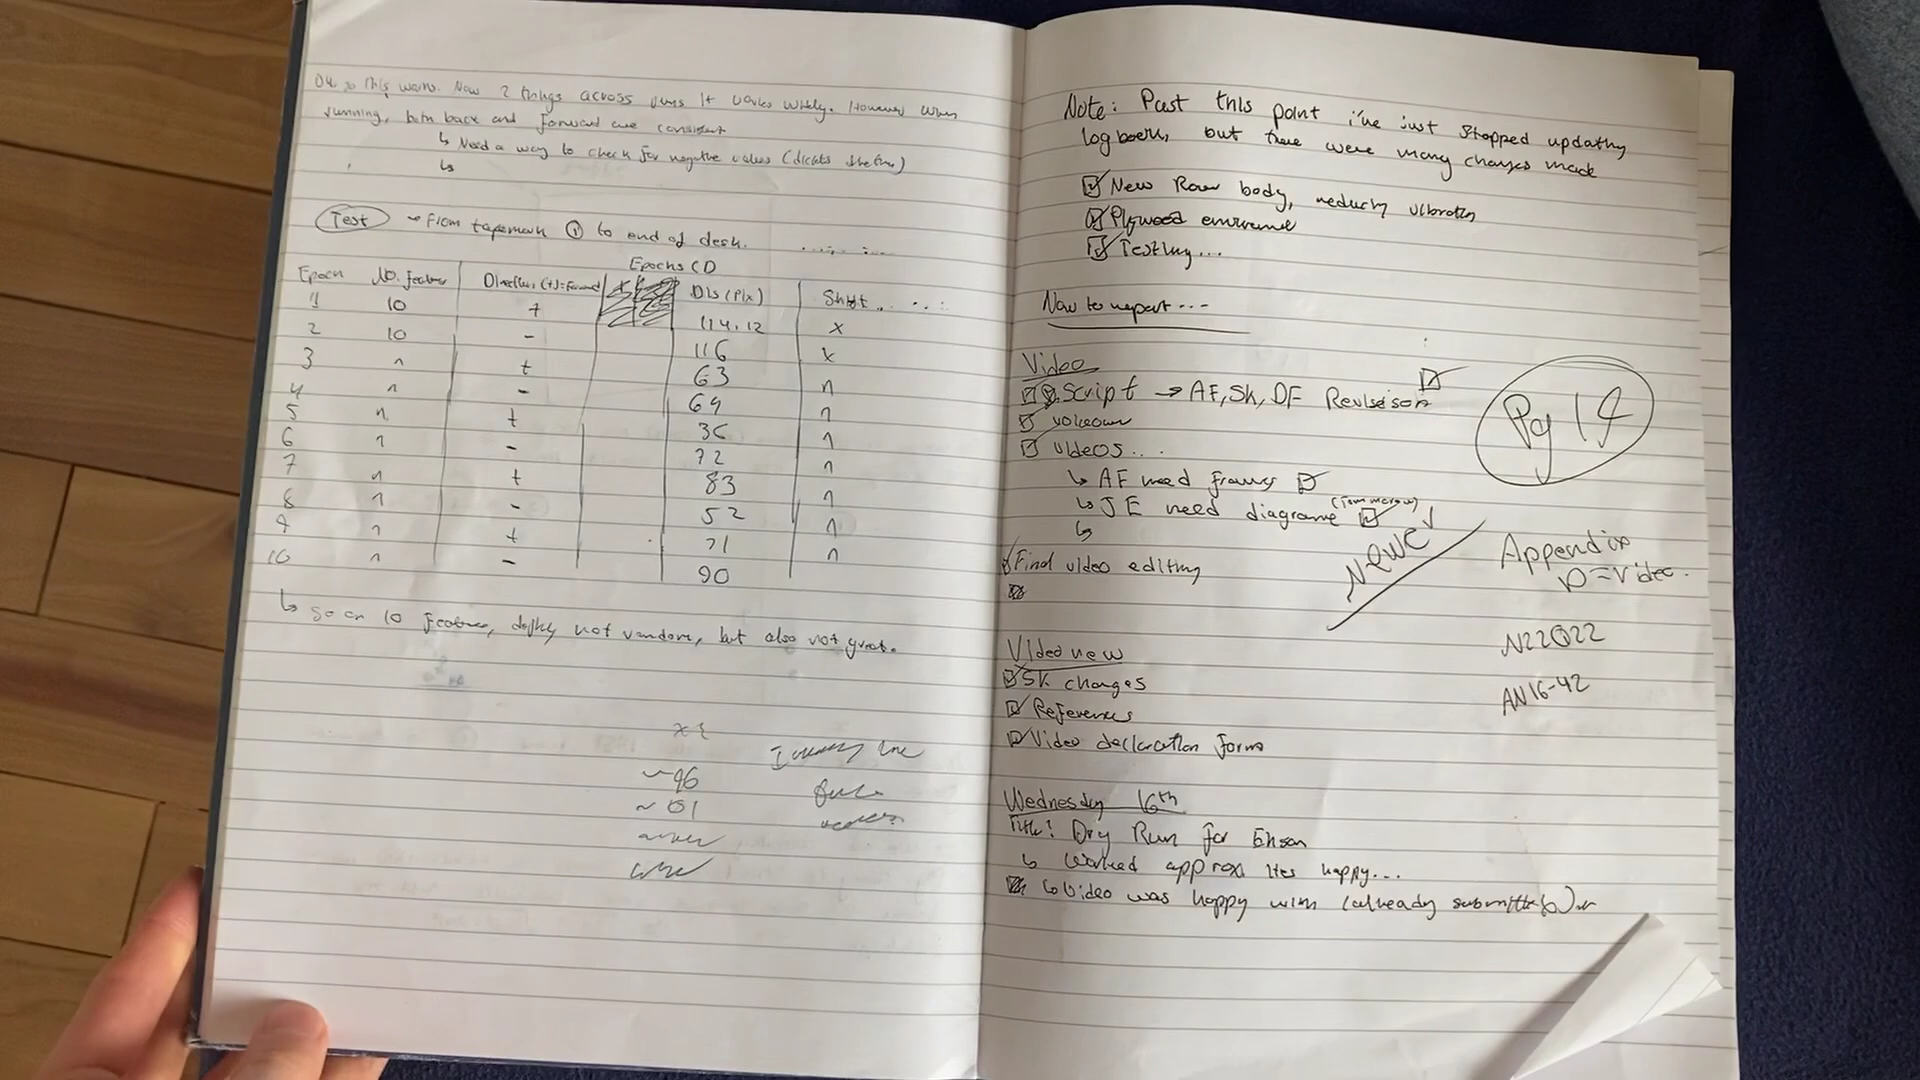 Ok so this works. Now 2 things across runs it varies wildly. However when
running, both back and forward are consistent
↳ Need a way to check for negative values
↳
Test → From tapemark ① to end of desk.
Epochs (D
Epoch No. features Direction (+)=Forward Dis (Pix)
1 10 + 114.12 x
2 10 - 116 x
3 " + 63 "
4 " - 69 "
5 " + 36 "
6 " - 72 "
7 " + 83 "
8 " - 52 "
9 " + 71 "
10 " - 90
↳ So on 10 features, not random, but also not great.
~96
Note: Past this point i've just stopped updating
logbook, but there were many changes made
☑ New Rover body, reducing vibration
☑ Plywood environment
☑ Testing...
Now to report...
Video
☑ Script → AF, SK, DF Revision ☑
☑ voiceover
☑ videos...
↳ AF need frames ☑
↳ JE need diagrams ☑ (Tommorow)
↳
Find video editing
Pg 14
Newc
Appendix
D = Video.
N22022
AN16-42
Video new
☑ SK changes
☑ References
☑ Video declaration forms
Wednesday 16th
Title: Dry Run for Ehsan
↳ Worked approx. Hes happy...
↳ Video was happy with (already submitted)